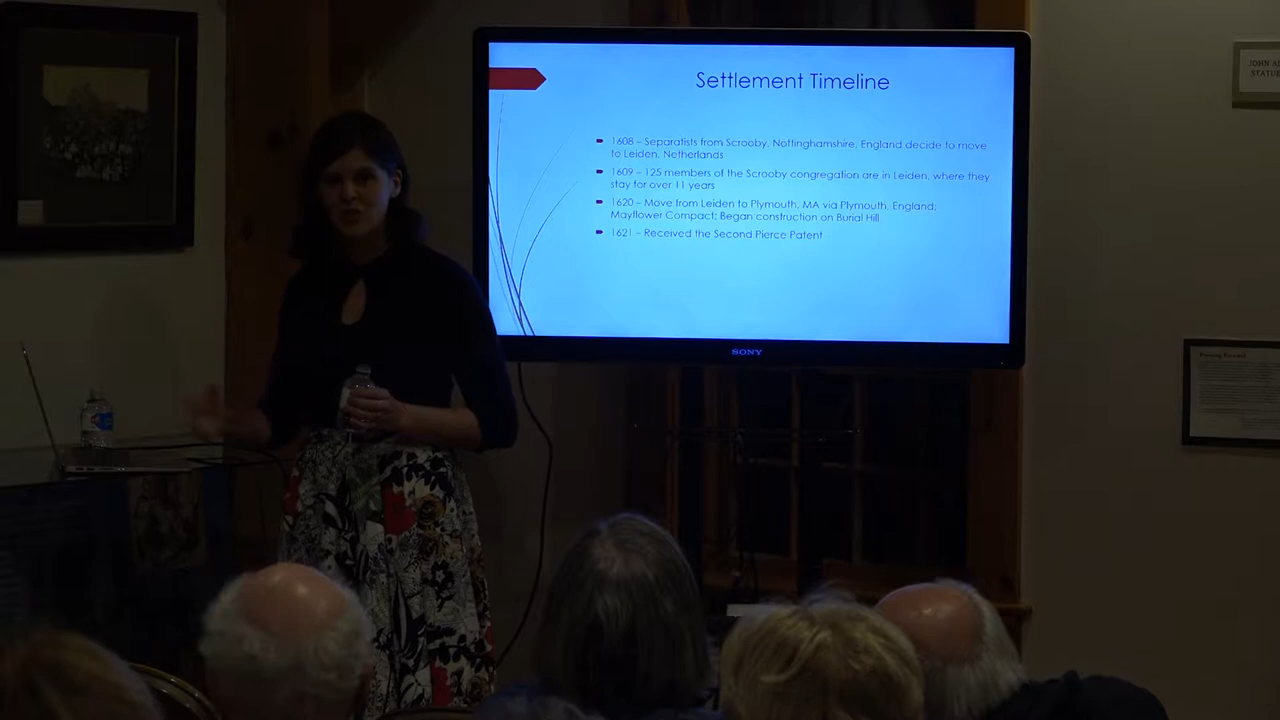 Settlement Timeline
1608 – Separatists from Scrooby, Nottinghamshire, England decide to move
to Leiden, Netherlands
1609 – 125 members of the Scrooby congregation are in Leiden, where they
stay for over 11 years
1620 – Move from Leiden to Plymouth, MA via Plymouth, England;
Mayflower Compact; Began construction on Burial Hill
1621 – Received the Second Pierce Patent
SONY
JOHN
STATUE